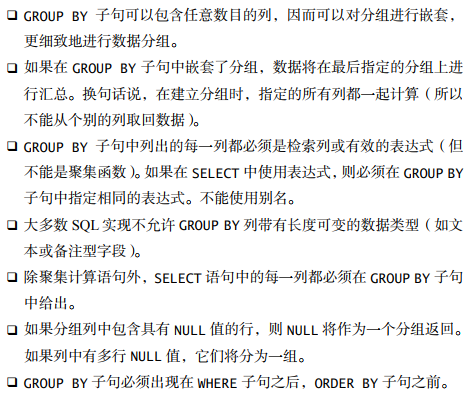 ❑ GROUP BY 子句可以包含任意数目的列，因而可以对分组进行嵌套，
更细致地进行数据分组。
❑ 如果在 GROUP BY 子句中嵌套了分组，数据将在最后指定的分组上进
行汇总。换句话说，在建立分组时，指定的所有列都一起计算（所以
不能从个别的列取回数据）。
❑ GROUP BY 子句中列出的每一列都必须是检索列或有效的表达式（但
不能是聚集函数）。如果在 SELECT 中使用表达式，则必须在 GROUP BY
子句中指定相同的表达式。不能使用别名。
❑ 大多数 SQL 实现不允许 GROUP BY 列带有长度可变的数据类型（如文
本或备注型字段）。
❑ 除聚集计算语句外，SELECT 语句中的每一列都必须在 GROUP BY 子句
中给出。
❑ 如果分组列中包含具有 NULL 值的行，则 NULL 将作为一个分组返回。
如果列中有多行 NULL 值，它们将分为一组。
❑ GROUP BY 子句必须出现在 WHERE 子句之后，ORDER BY 子句之前。